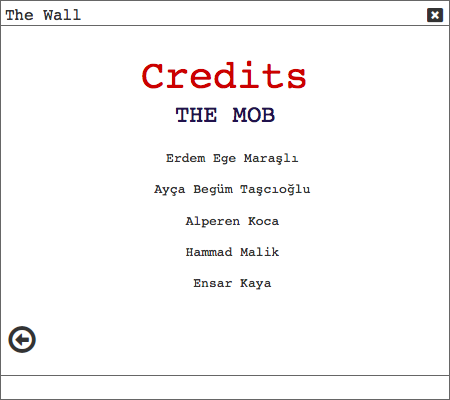 The Wall
Credits
THE MOB
Erdem Ege Maraşlı
Ayça Begüm Taşcıoğlu
Alperen Koca
Hammad Malik
Ensar Kaya